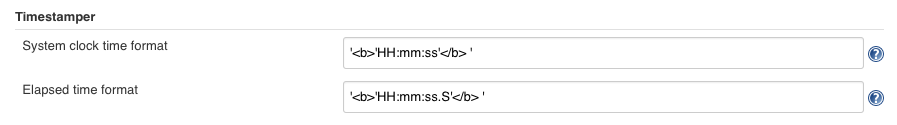 Timestamper
System clock time format
'<b>'HH:mm:ss'</b> '
?
Elapsed time format
'<b>'HH:mm:ss.S'</b> '
?